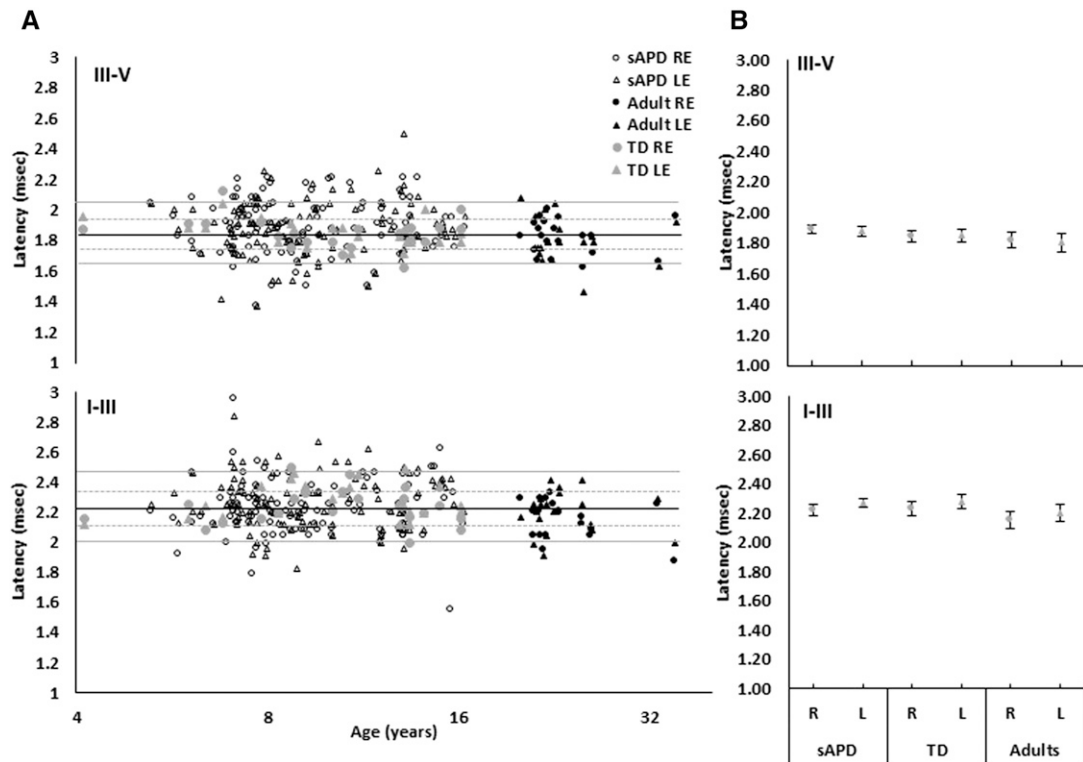 A
III-V
Latency (msec)
3
2.8
2.6
2.4
2.2
2
1.8
1.6
1.4
1.2
1
sAPD RE
sAPD LE
Adult RE
Adult LE
TD RE
TD LE
I-III
Latency (msec)
3
2.8
2.6
2.4
2.2
2
1.8
1.6
1.4
1.2
1
4
8
16
32
Age (years)
B
III-V
Latency (msec)
3.00
2.80
2.60
2.40
2.20
2.00
1.80
1.60
1.40
1.20
1.00
I-III
Latency (msec)
3.00
2.80
2.60
2.40
2.20
2.00
1.80
1.60
1.40
1.20
1.00
R L R L R L
sAPD TD Adults